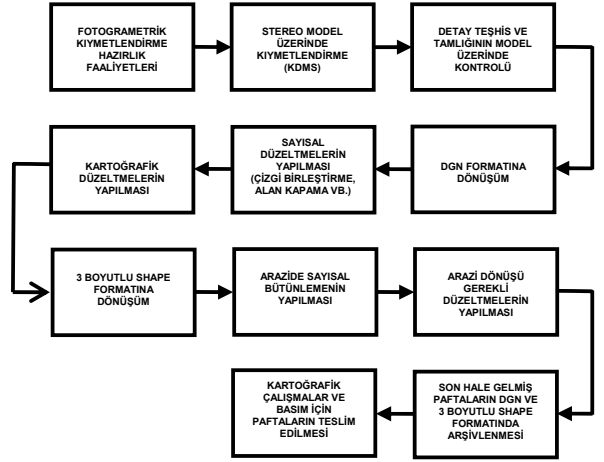 FOTOGRAMETRİK
KIYMETLENDİRME
HAZIRLIK
FAALİYETLERİ
STEREO MODEL
ÜZERİNDE
KIYMETLENDİRME
(KDMS)
DETAY TEŞHİS VE
TAMLIĞININ MODEL
ÜZERİNDE
KONTROLÜ
DGN FORMATINA
DÖNÜŞÜM
SAYISAL
DÜZELTMELERİN
YAPILMASI
(ÇİZGİ BİRLEŞTİRME,
ALAN KAPAMA VB.)
KARTOĞRAFİK
DÜZELTMELERİN
YAPILMASI
3 BOYUTLU SHAPE
FORMATINA
DÖNÜŞÜM
ARAZİDE SAYISAL
BÜTÜNLEMENİN
YAPILMASI
ARAZİ DÖNÜŞÜ
GEREKLİ
DÜZELTMELERİN
YAPILMASI
SON HALE GELMİŞ
PAFTALARIN DGN VE
3 BOYUTLU SHAPE
FORMATINDA
ARŞİVLENMESİ
KARTOĞRAFİK
ÇALIŞMALAR VE
BASIM İÇİN
PAFTALARIN TESLİM
EDİLMESİ